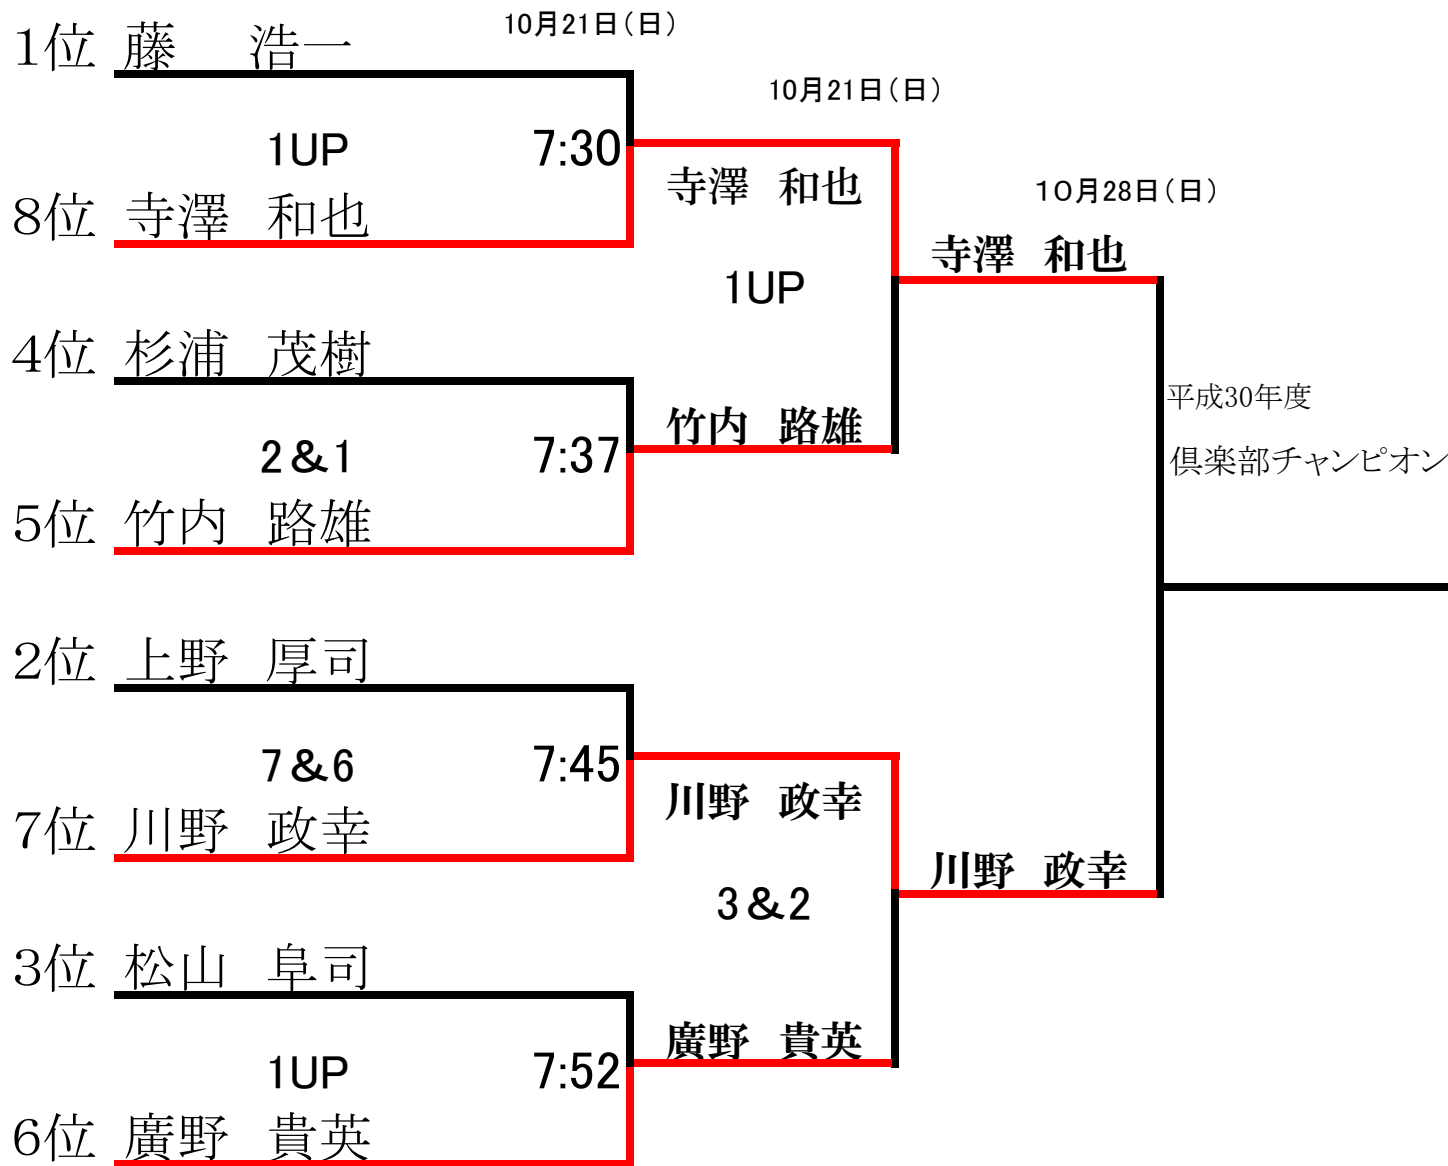 10月21日(日)
1位 藤　浩一
10月21日(日)
1UP 7:30
寺澤 和也
10月28日(日)
8位 寺澤 和也
寺澤 和也
1UP
4位 杉浦 茂樹
平成30年度
竹内 路雄
2&1 7:37
倶楽部チャンピオン
5位 竹内 路雄
2位 上野 厚司
7&6 7:45
川野 政幸
7位 川野 政幸
川野 政幸
3&2
3位 松山 阜司
廣野 貴英
1UP 7:52
6位 廣野 貴英